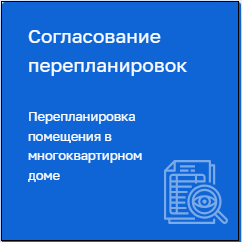 Согласование
перепланировок
Перепланировка
помещения в
многоквартирном
доме